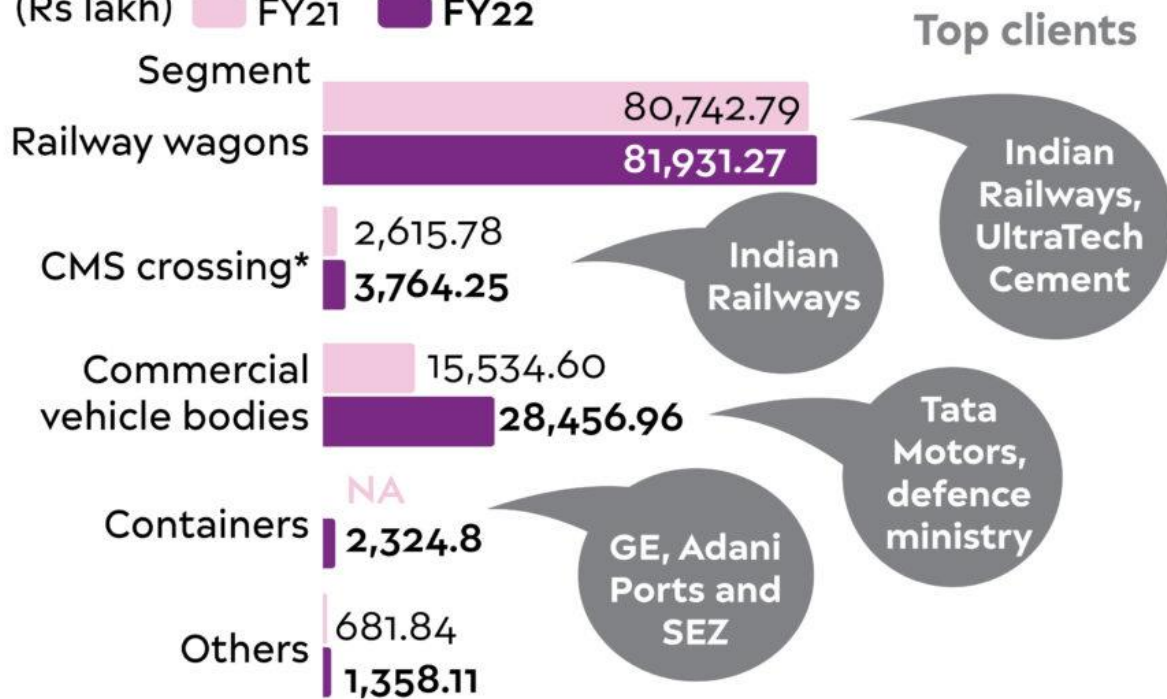 (Rs lakh) FY21 FY22
Top clients
Segment
Railway wagons
80,742.79
81,931.27
Indian
Railways,
UltraTech
Cement
CMS crossing*
2,615.78
3,764.25
Indian
Railways
Commercial
vehicle bodies
15,534.60
28,456.96
Tata
Motors,
defence
ministry
Containers
NA
2,324.8
GE, Adani
Ports and
SEZ
Others
681.84
1,358.11